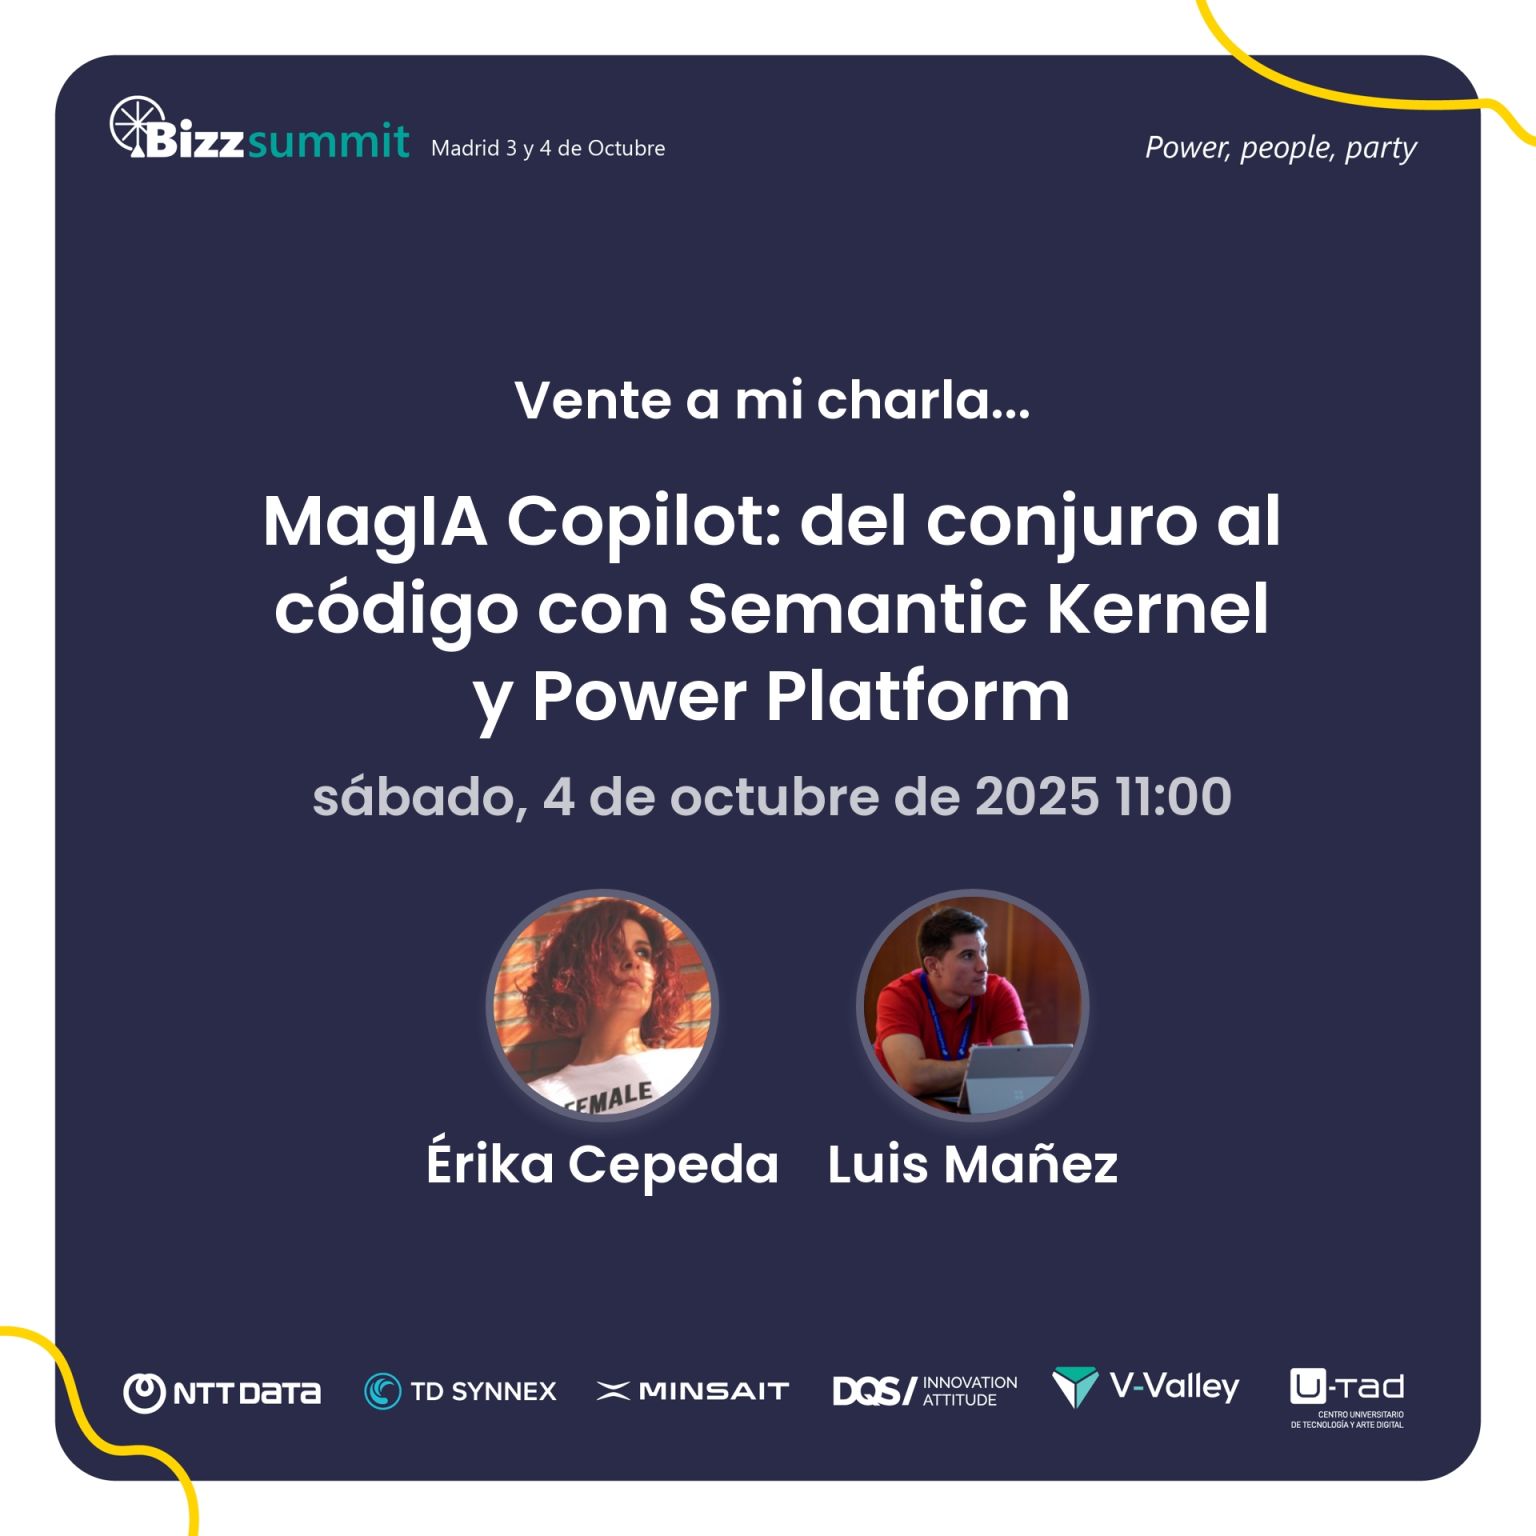 Bizzsummit Madrid 3 y 4 de Octubre
Power, people, party
Vente a mi charla...
MagIA Copilot: del conjuro al
código con Semantic Kernel
y Power Platform
sábado, 4 de octubre de 2025 11:00
FEMALE
Érika Cepeda
Luis Mañez
NTT DATA
TD SYNNEX
MINSAIT
DQS/ INNOVATION
ATTITUDE
V-Valley
U-tad
CENTRO UNIVERSITARIO
DE TECNOLOGÍA Y ARTE DIGITAL